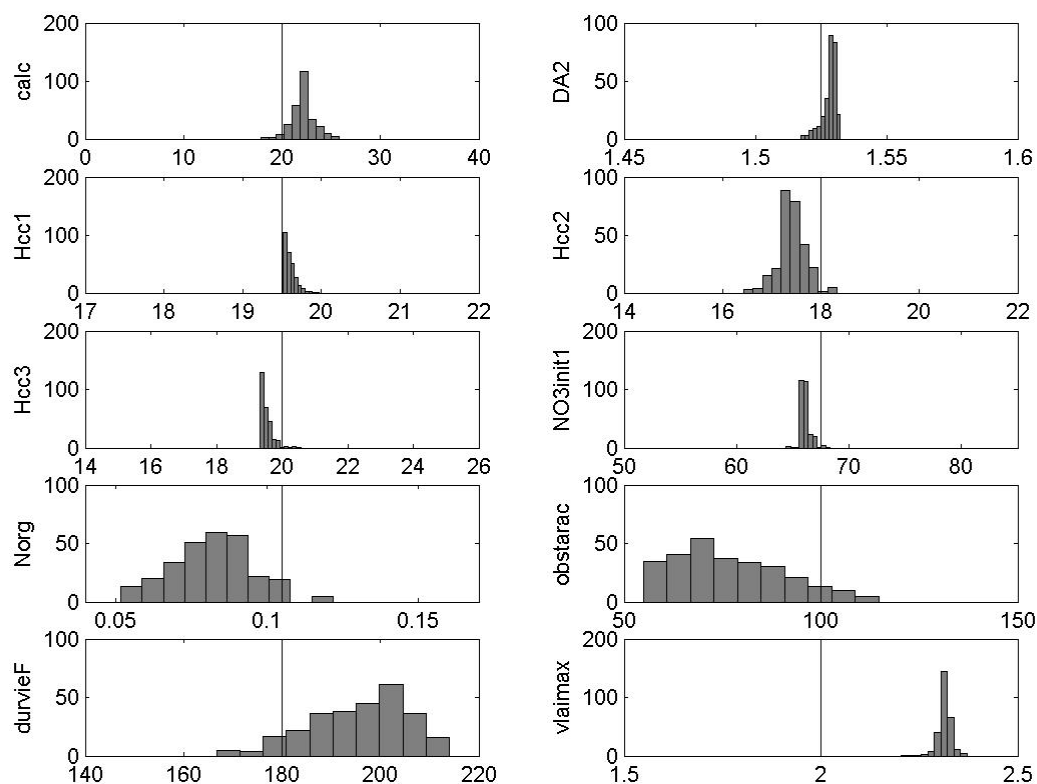 200
100
0
calc
0 10 20 30 40
100
50
0
DA2
1.45 1.5 1.55 1.6
200
100
0
Hcc1
17 18 19 20 21 22
100
50
0
Hcc2
14 16 18 20 22
200
100
0
Hcc3
14 16 18 20 22 24 26
200
100
0
NO3init1
50 60 70 80
100
50
0
Norg
0.05 0.1 0.15
100
50
0
obstarac
50 100 150
100
50
0
durvieF
140 160 180 200 220
200
100
0
vlaimax
1.5 2 2.5